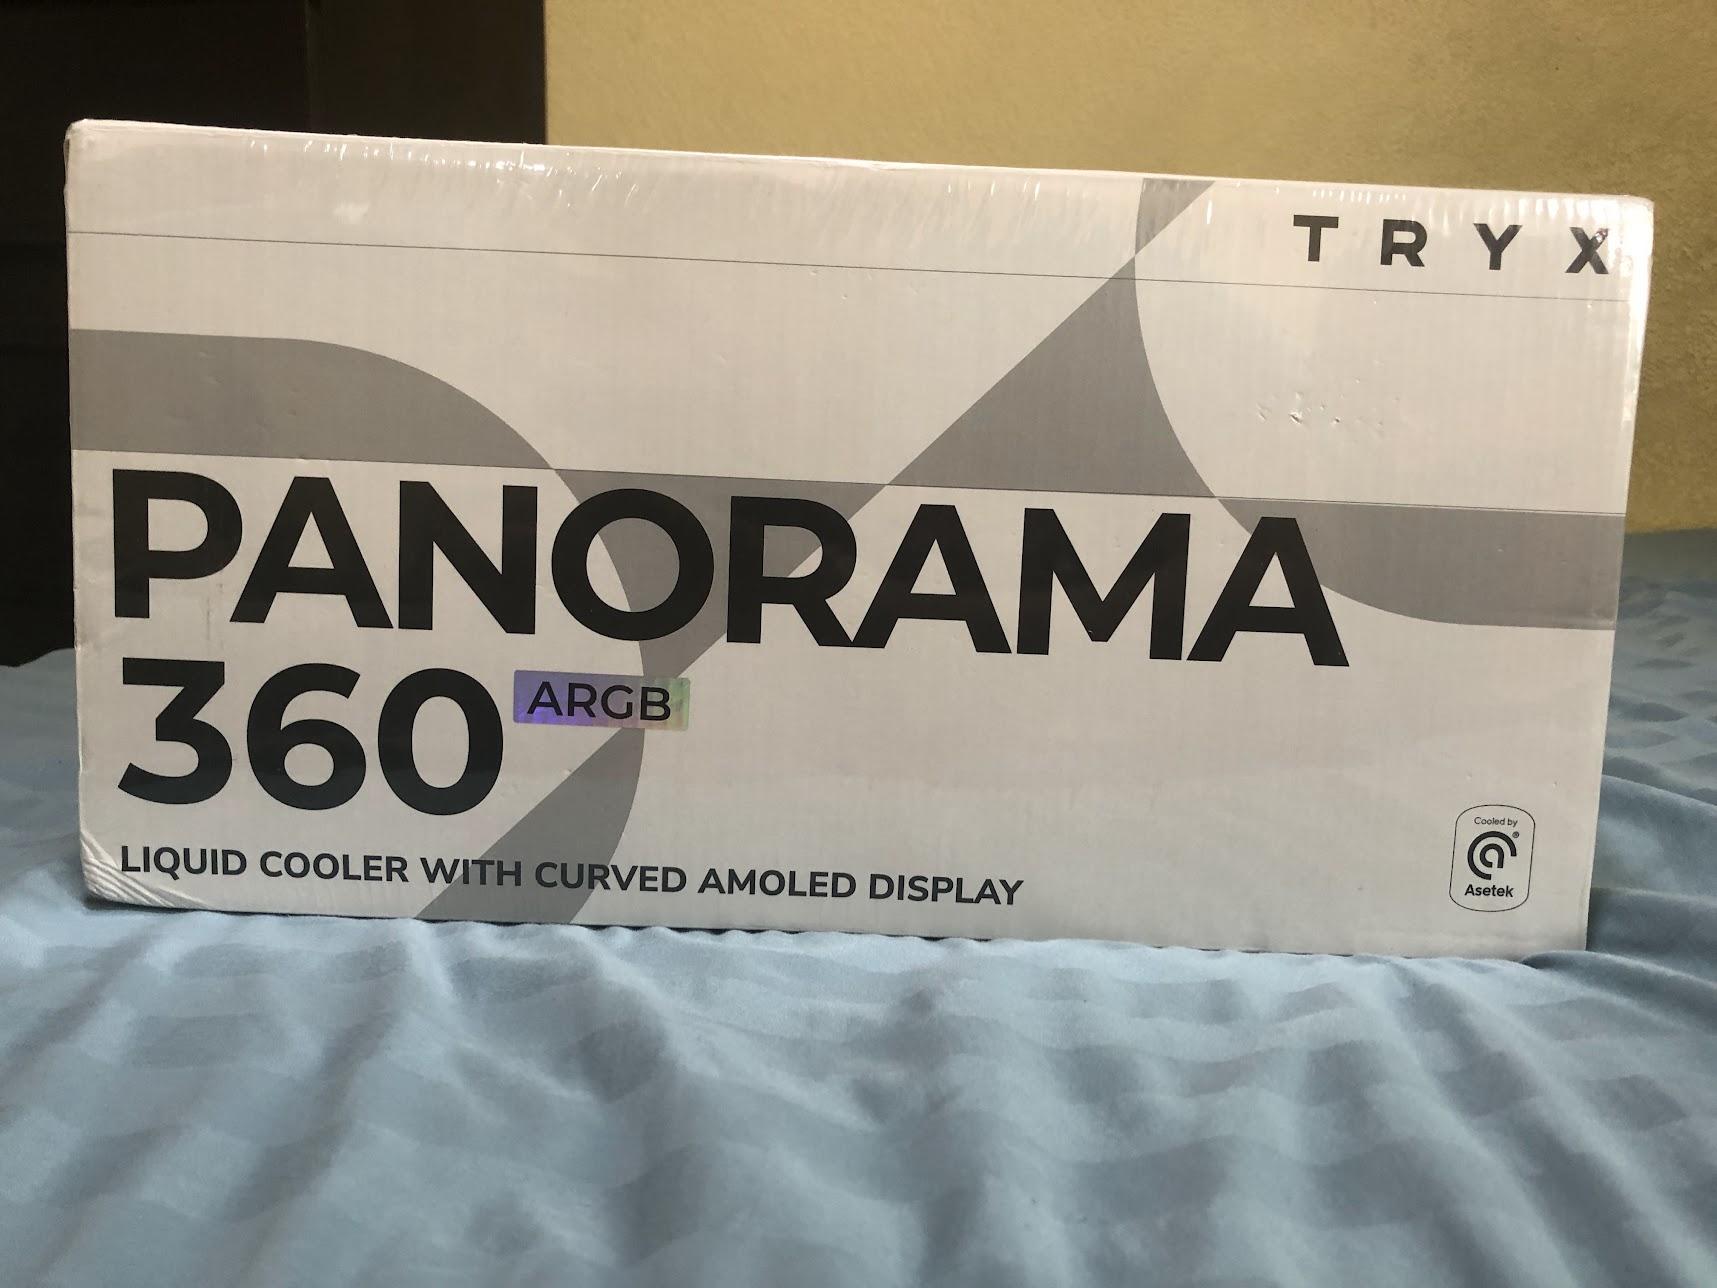 TRYX
PANORAMA
360 ARGB
LIQUID COOLER WITH CURVED AMOLED DISPLAY
Cooled by
®
Asetek